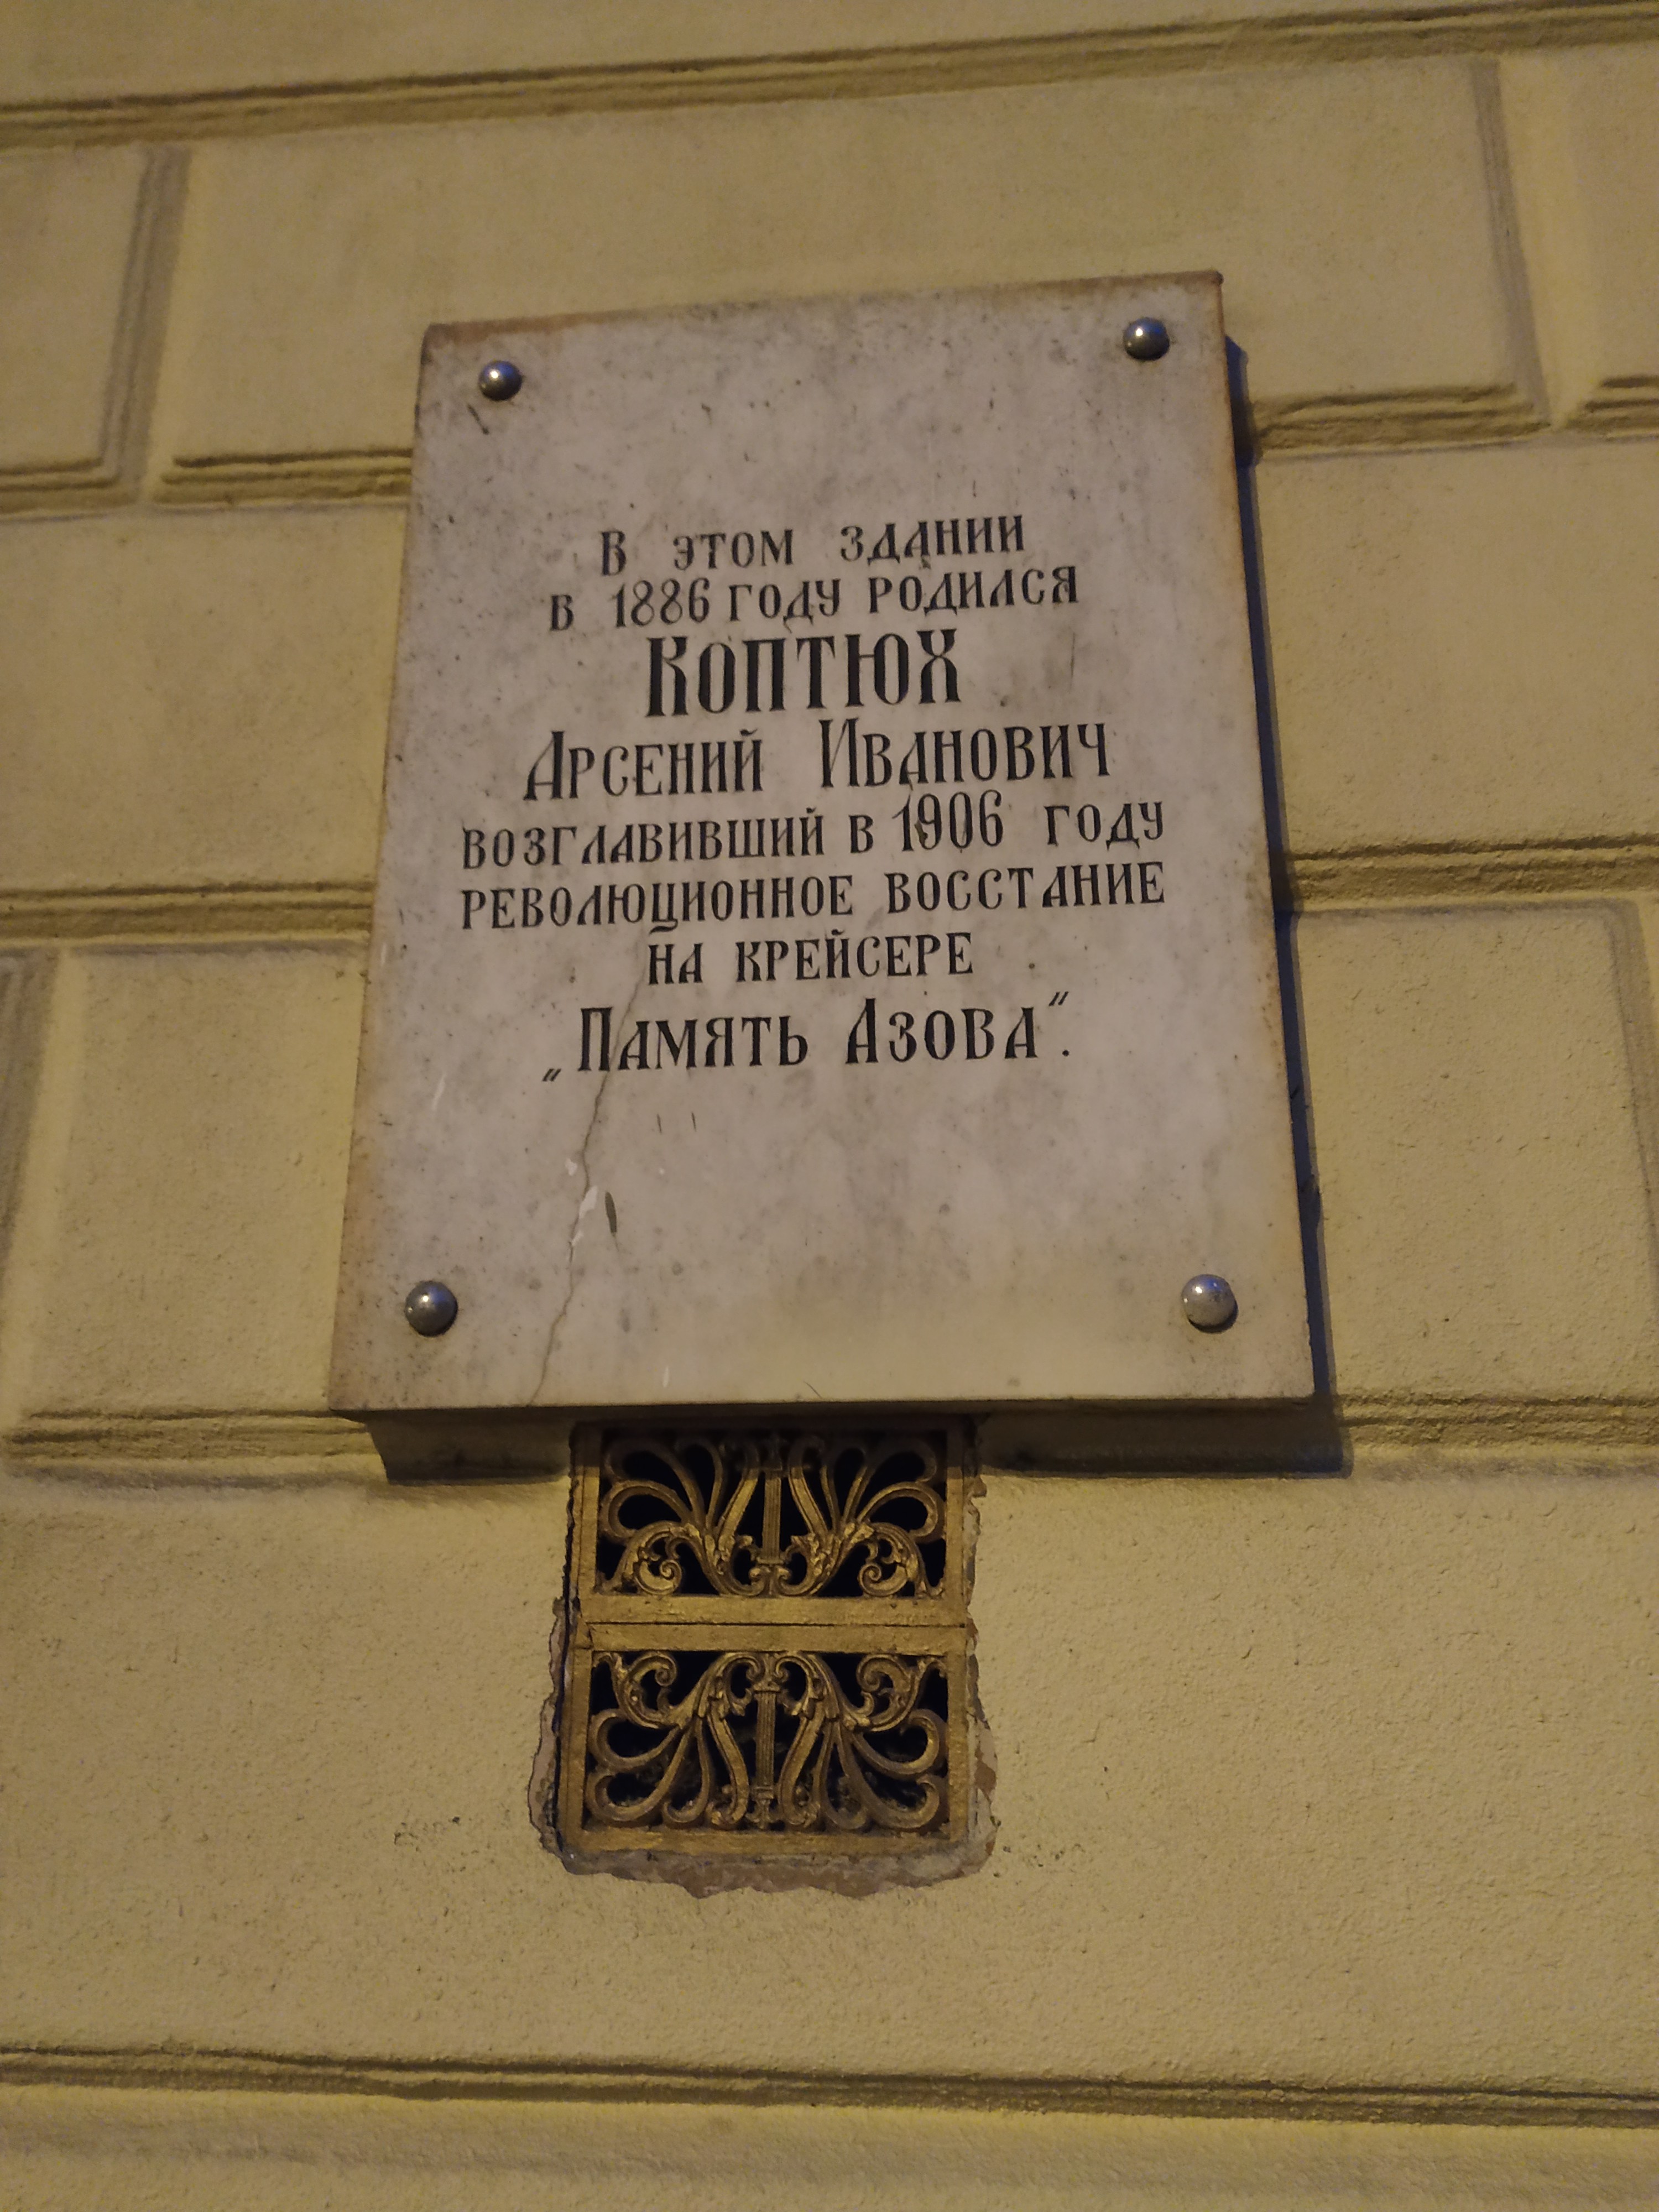 В этом здании
в 1886 году родился
Коптюх
Арсений Иванович
возглавивший в 1906 году
революционное восстание
на крейсере
„Память Азова“.